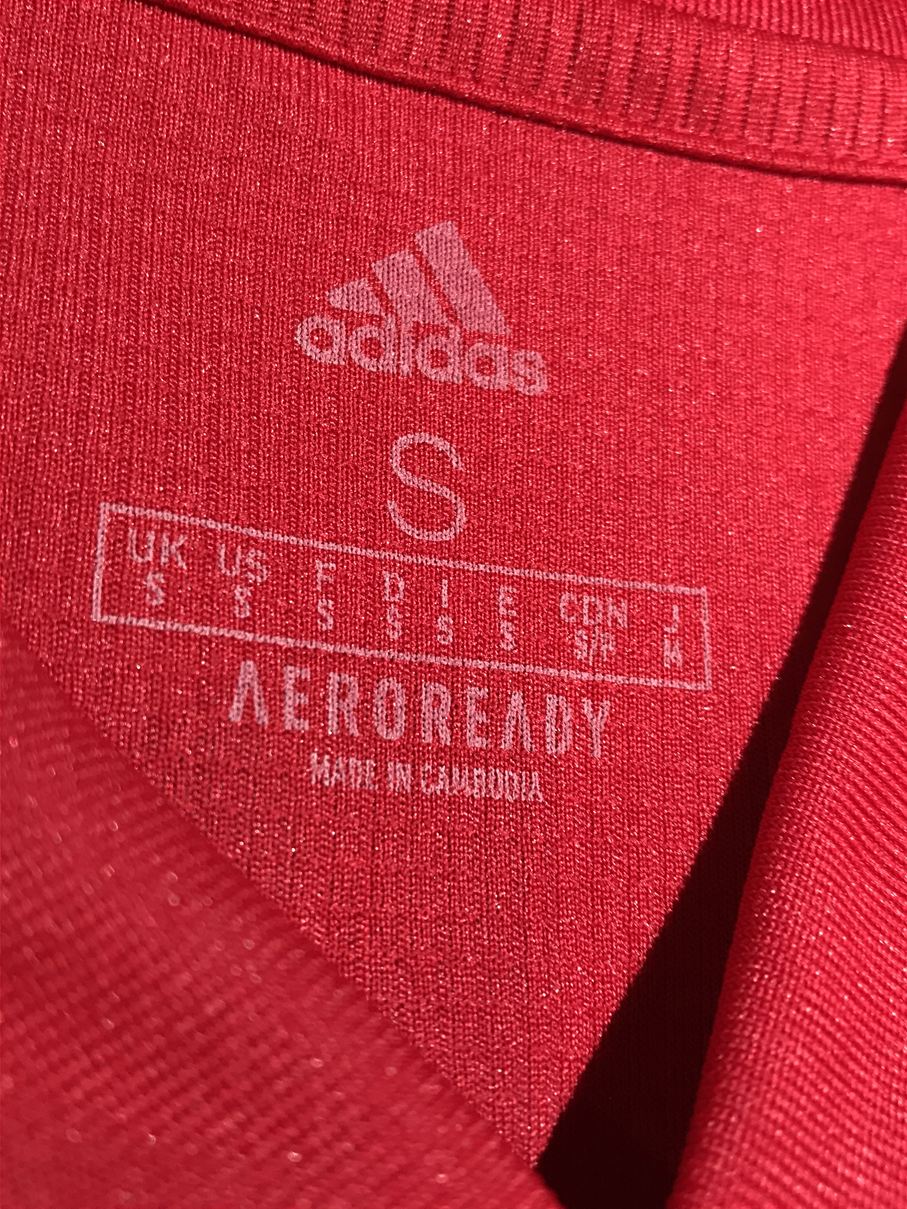 adidas
S
UK US F D I E CDN J
S S S S S S S/P M
AEROREADY
MADE IN CAMBODIA